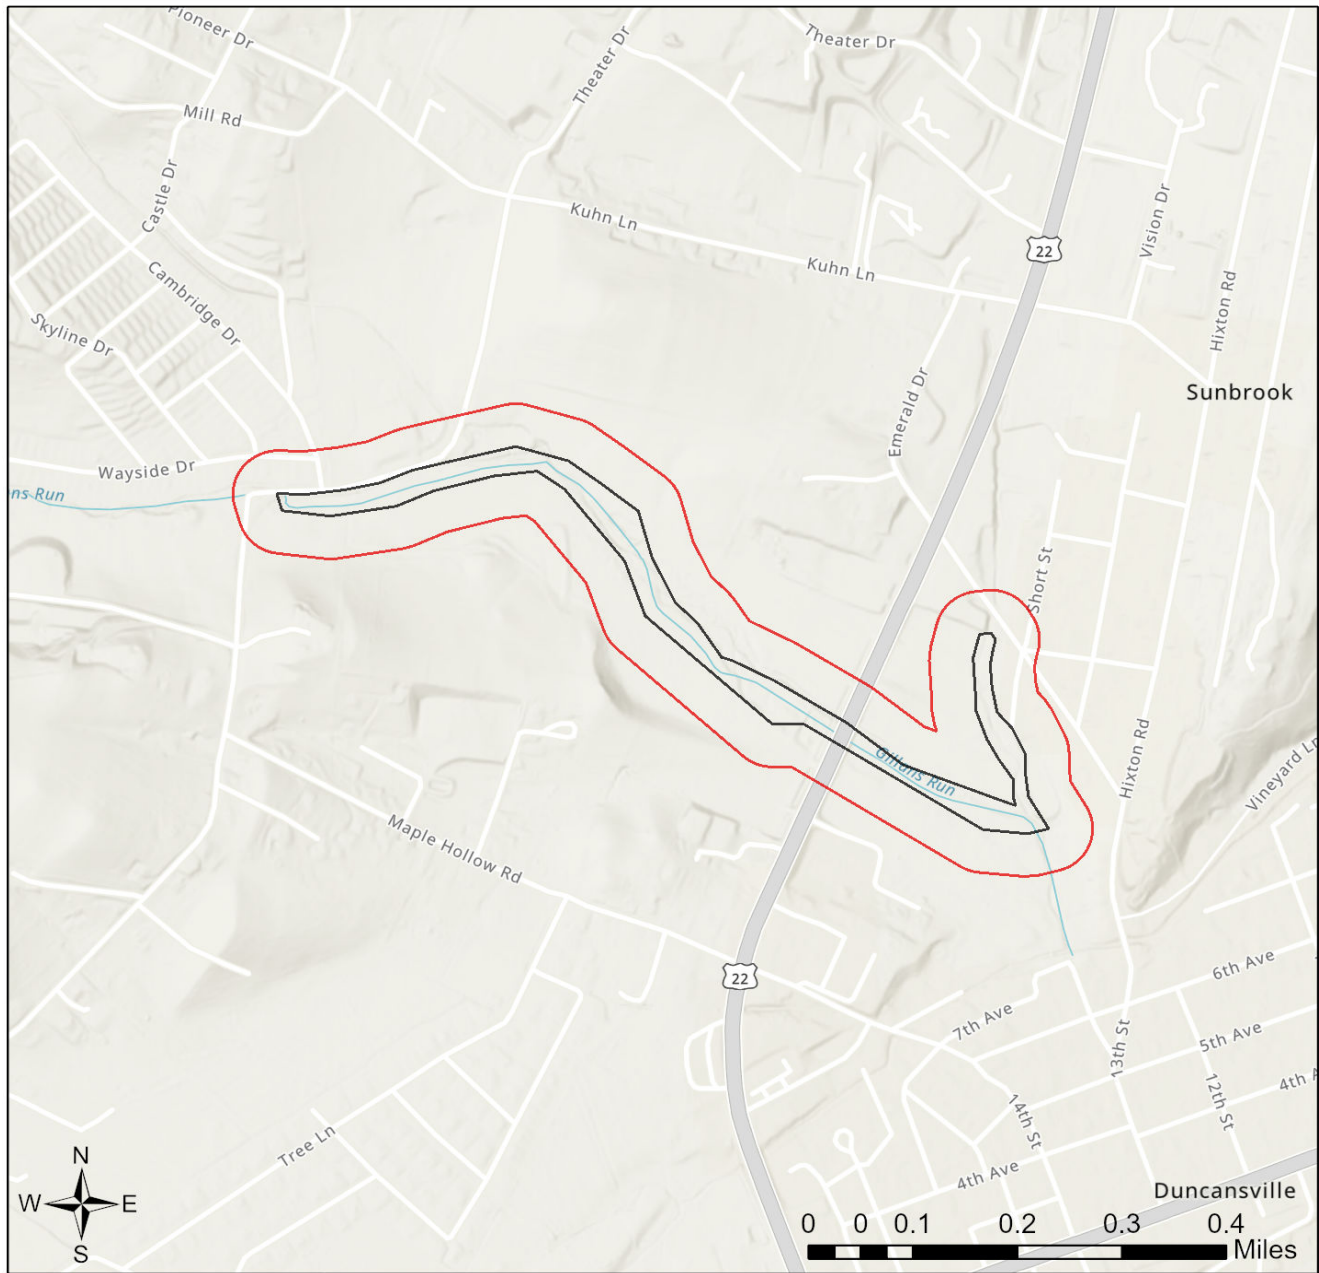 Pioneer Dr
Theater Dr
Theater Dr
Mill Rd
Castle Dr
Kuhn Ln
Kuhn Ln
22
Vision Dr
Hixton Rd
Cambridge Dr
Skyline Dr
Emerald Dr
Sunbrook
Wayside Dr
ns Run
Short St
Gillans Run
Hixton Rd
Vineyard Ln
Maple Hollow Rd
22
6th Ave
7th Ave
5th Ave
13th St
12th St
4th A
14th St
Tree Ln
4th Ave
Duncansville
N
W E
S
0 0 0.1 0.2 0.3 0.4
Miles